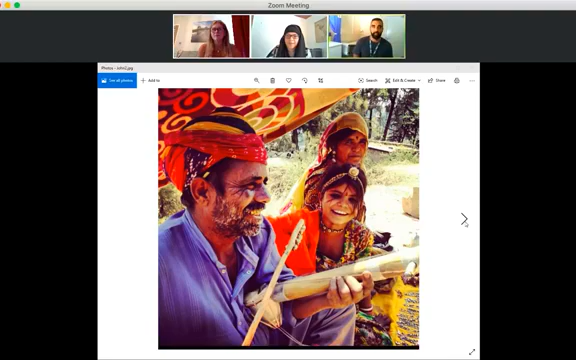 Zoom Meeting
Photos - John2.jpg
See all photos
Add to
Search
Edit & Create
Share